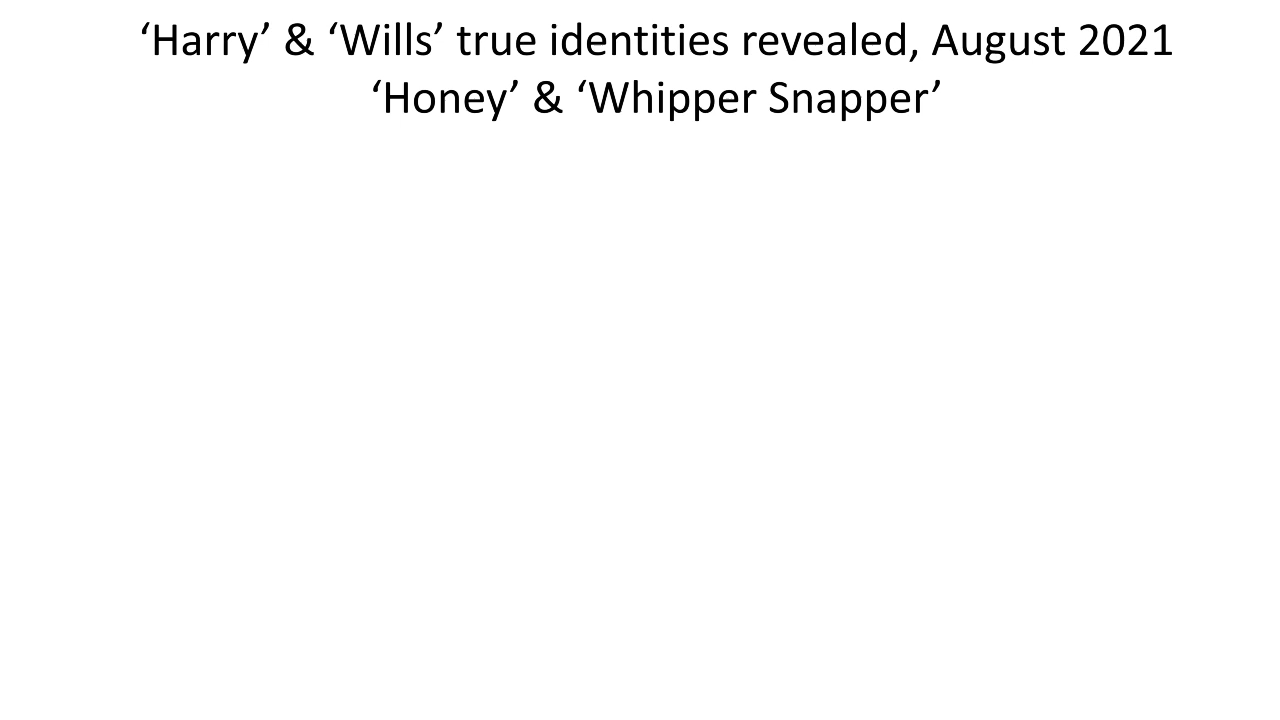 ‘Harry’ & ‘Wills’ true identities revealed, August 2021
‘Honey’ & ‘Whipper Snapper’